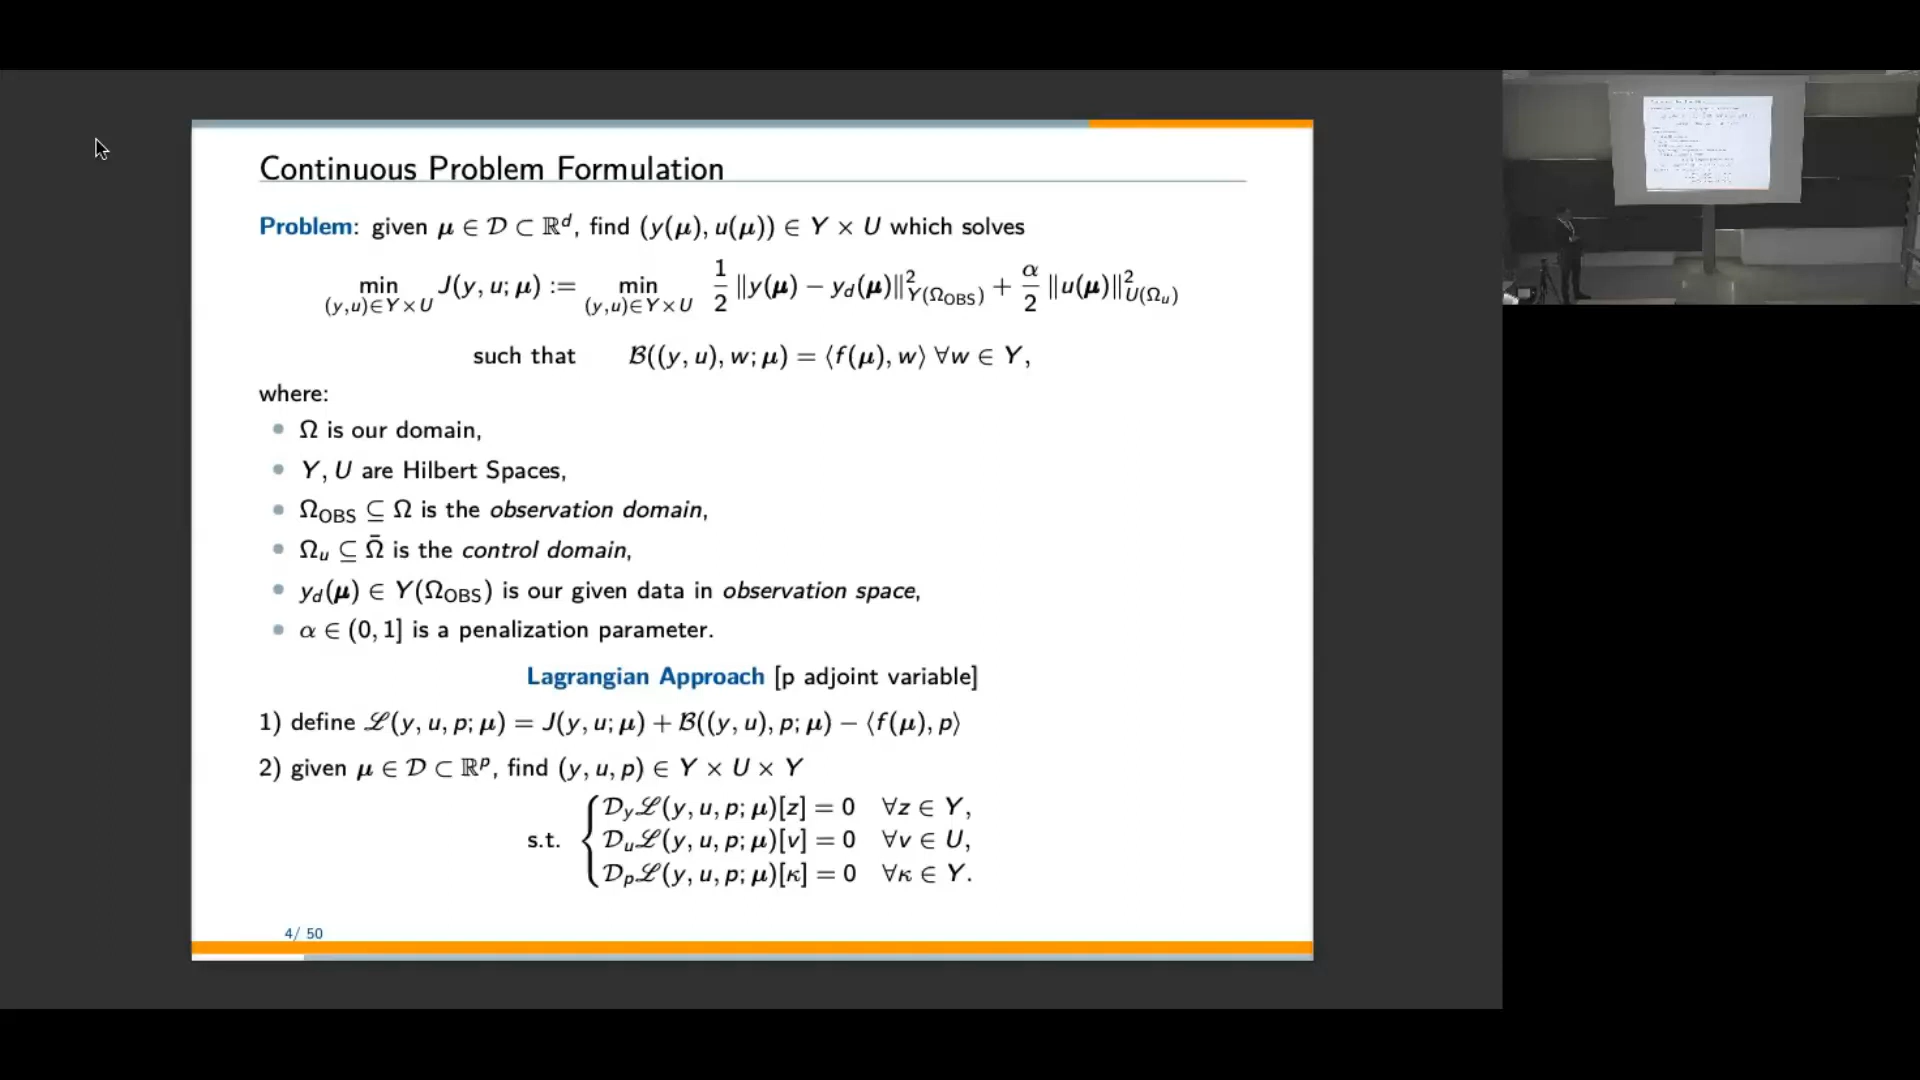 Continuous Problem Formulation
Problem: given μ ∈ 𝒟 ⊂ ℝᵈ, find (y(μ), u(μ)) ∈ Y × U which solves
min_{(y,u)∈Y×U} J(y, u; μ) := min_{(y,u)∈Y×U} 1/2 ‖y(μ) − y_d(μ)‖²_{Y(Ω_OBS)} + α/2 ‖u(μ)‖²_{U(Ω_u)}
such that ℬ((y, u), w; μ) = ⟨f(μ), w⟩ ∀w ∈ Y,
where:
• Ω is our domain,
• Y, U are Hilbert Spaces,
• Ω_OBS ⊆ Ω is the observation domain,
• Ω_u ⊆ Ω̄ is the control domain,
• y_d(μ) ∈ Y(Ω_OBS) is our given data in observation space,
• α ∈ (0, 1] is a penalization parameter.
Lagrangian Approach [p adjoint variable]
1) define ℒ(y, u, p; μ) = J(y, u; μ) + ℬ((y, u), p; μ) − ⟨f(μ), p⟩
2) given μ ∈ 𝒟 ⊂ ℝᵖ, find (y, u, p) ∈ Y × U × Y
𝒟_yℒ(y, u, p; μ)[z] = 0 ∀z ∈ Y,
s.t. 𝒟_uℒ(y, u, p; μ)[v] = 0 ∀v ∈ U,
𝒟_pℒ(y, u, p; μ)[κ] = 0 ∀κ ∈ Y.
4/ 50